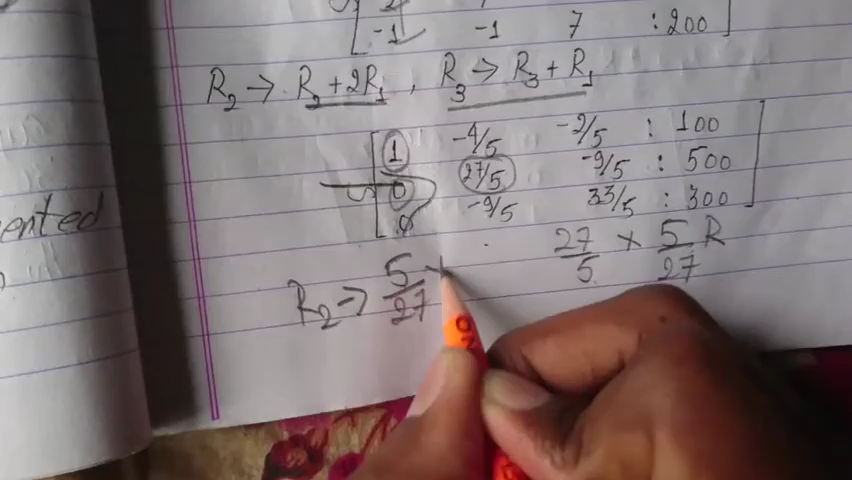 -1 -1 7 : 200
R2 → R2 + 2R1 , R3 → R3 + R1
1 -4/5 -2/5 : 100
0 27/5 -9/5 : 500
0 -9/5 33/5 : 300
27/5 × 5/27 R
R2 → 5/27 ×
ented